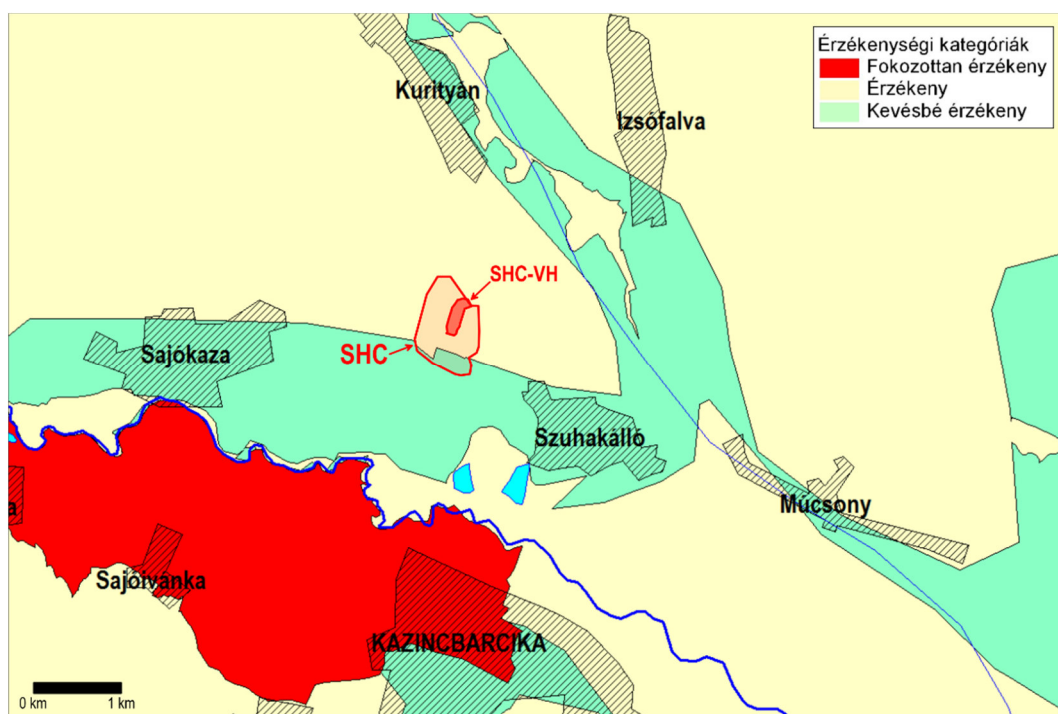 Érzékenységi kategóriák
Fokozottan érzékeny
Érzékeny
Kevésbé érzékeny
Kurityán
Izsófalva
SHC-VH
SHC
Sajókaza
Szuhakálló
Múcsony
a
Sajóivánka
KAZINCBARCIKA
0 km 1 km